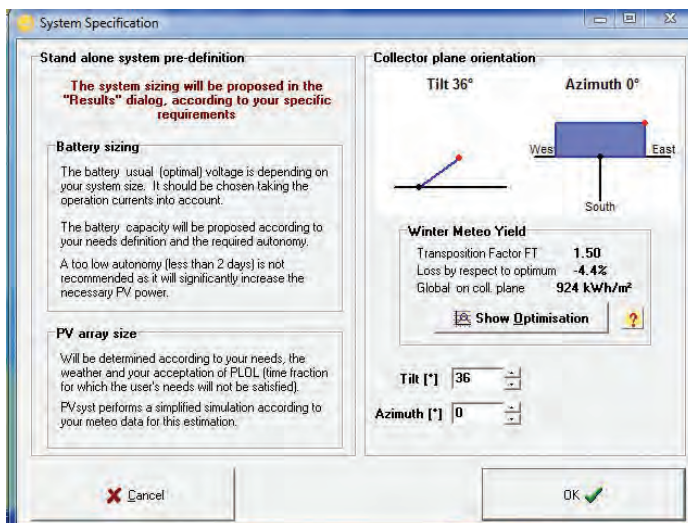 System Specification
Stand alone system pre-definition
The system sizing will be proposed in the
"Results" dialog, according to your specific
requirements
Battery sizing
The battery usual (optimal) voltage is depending on
your system size. It should be chosen taking the
operation currents into account.
The battery capacity will be proposed according to
your needs definition and the required autonomy.
A too low autonomy (less than 2 days) is not
recommended as it will significantly increase the
necessary PV power.
PV array size
Will be determined according to your needs, the
weather and your acceptation of PLOL (time fraction
for which the user's needs will not be satisfied).
PVsyst performs a simplified simulation according to
your meteo data for this estimation.
Collector plane orientation
Tilt 36° Azimuth 0°
West East
South
Winter Meteo Yield
Transposition Factor FT 1.50
Loss by respect to optimum -4.4%
Global on coll. plane 924 kWh/m²
Show Optimisation ?
Tilt [°] 36
Azimuth [°] 0
Cancel OK